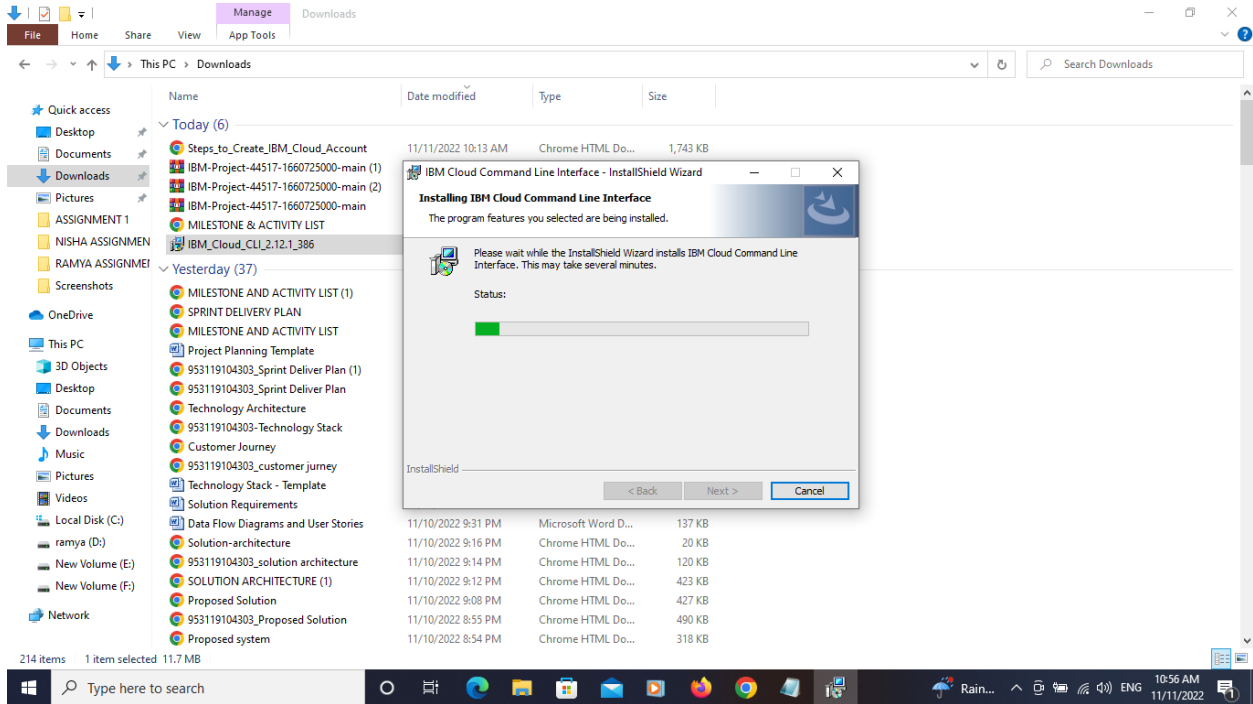 Manage
Downloads
File Home Share View App Tools
This PC > Downloads
Search Downloads
Name Date modified Type Size
Quick access
Desktop
Documents
Downloads
Pictures
ASSIGNMENT 1
NISHA ASSIGNMEN
RAMYA ASSIGNMEI
Screenshots
OneDrive
This PC
3D Objects
Desktop
Documents
Downloads
Music
Pictures
Videos
Local Disk (C:)
ramya (D:)
New Volume (E:)
New Volume (F:)
Network
Today (6)
Steps_to_Create_IBM_Cloud_Account 11/11/2022 10:13 AM Chrome HTML Do... 1,743 KB
IBM-Project-44517-1660725000-main (1)
IBM-Project-44517-1660725000-main (2)
IBM-Project-44517-1660725000-main
MILESTONE & ACTIVITY LIST
IBM_Cloud_CLI_2.12.1_386
Yesterday (37)
MILESTONE AND ACTIVITY LIST (1)
SPRINT DELIVERY PLAN
MILESTONE AND ACTIVITY LIST
Project Planning Template
953119104303_Sprint Deliver Plan (1)
953119104303_Sprint Deliver Plan
Technology Architecture
953119104303-Technology Stack
Customer Journey
953119104303_customer jurney
Technology Stack - Template
Solution Requirements
Data Flow Diagrams and User Stories 11/10/2022 9:31 PM Microsoft Word D... 137 KB
Solution-architecture 11/10/2022 9:16 PM Chrome HTML Do... 20 KB
953119104303_solution architecture 11/10/2022 9:14 PM Chrome HTML Do... 120 KB
SOLUTION ARCHITECTURE (1) 11/10/2022 9:12 PM Chrome HTML Do... 423 KB
Proposed Solution 11/10/2022 9:08 PM Chrome HTML Do... 427 KB
953119104303_Proposed Solution 11/10/2022 8:55 PM Chrome HTML Do... 490 KB
Proposed system 11/10/2022 8:54 PM Chrome HTML Do... 318 KB
IBM Cloud Command Line Interface - InstallShield Wizard
Installing IBM Cloud Command Line Interface
The program features you selected are being installed.
Please wait while the InstallShield Wizard installs IBM Cloud Command Line
Interface. This may take several minutes.
Status:
InstallShield
< Back Next > Cancel
214 items 1 item selected 11.7 MB
Type here to search
Rain... ENG
10:56 AM
11/11/2022
1